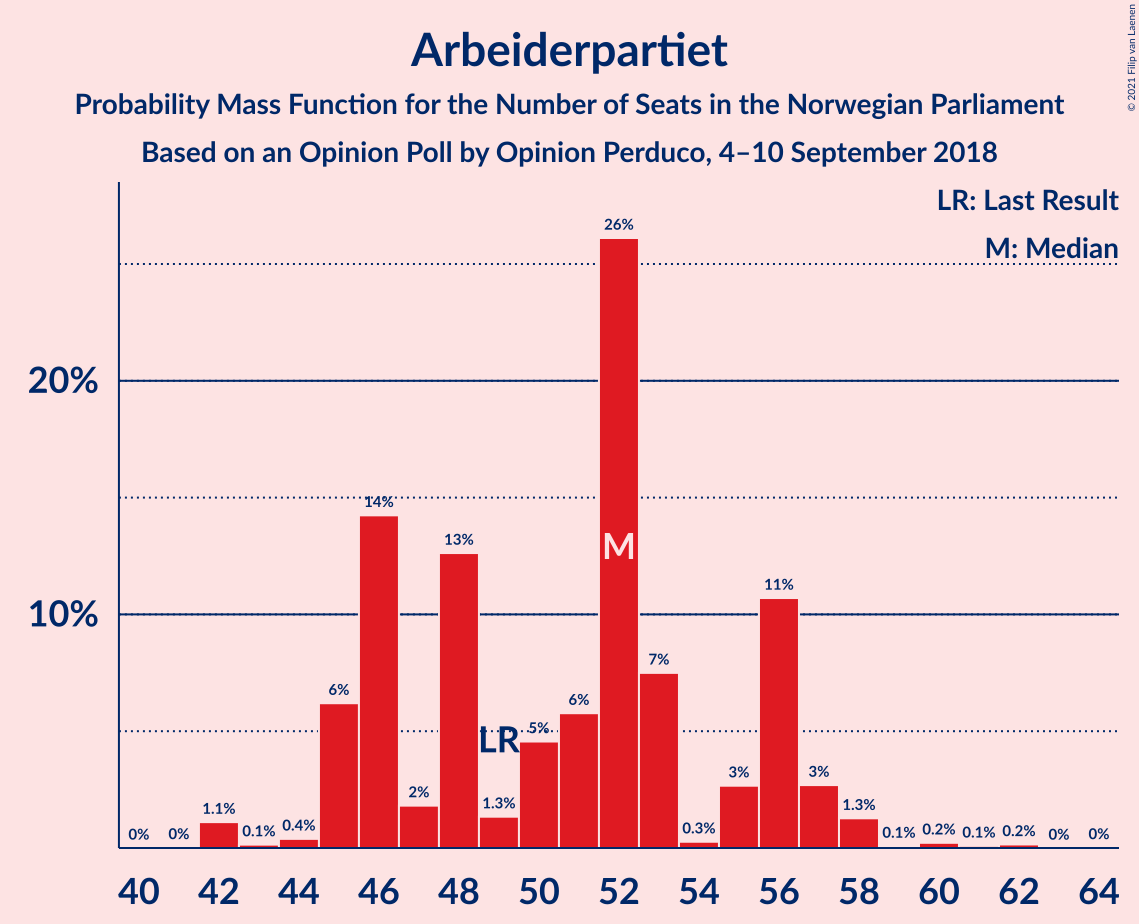 Arbeiderpartiet
Probability Mass Function for the Number of Seats in the Norwegian Parliament
Based on an Opinion Poll by Opinion Perduco, 4–10 September 2018
© 2021 Filip van Laenen
LR: Last Result
M: Median
20%
10%
0% 0% 1.1% 0.1% 0.4% 6% 14% 2% 13% 1.3% 5% 6% 26% 7% 0.3% 3% 11% 3% 1.3% 0.1% 0.2% 0.1% 0.2% 0% 0%
LR
M
40 42 44 46 48 50 52 54 56 58 60 62 64